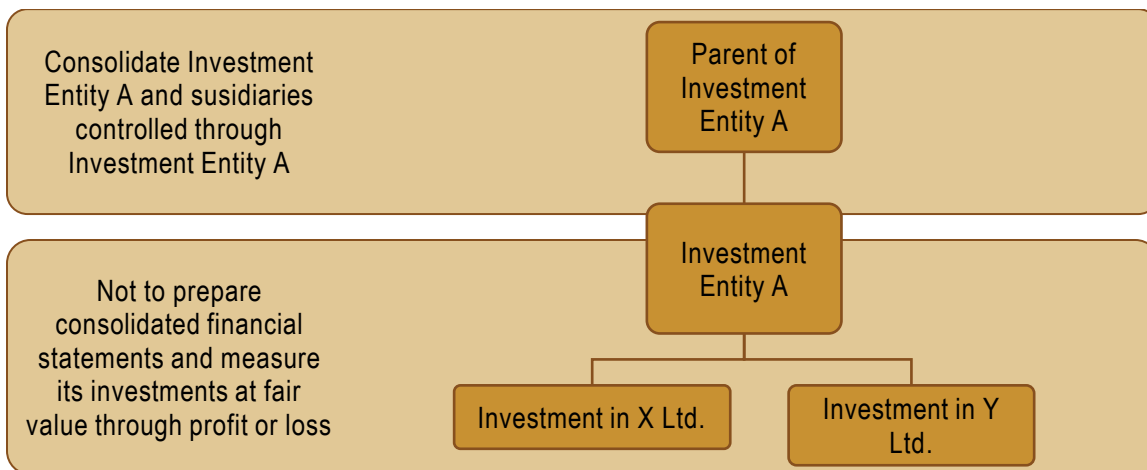 Consolidate Investment
Entity A and susidiaries
controlled through
Investment Entity A
Parent of
Investment
Entity A
Not to prepare
consolidated financial
statements and measure
its investments at fair
value through profit or loss
Investment
Entity A
Investment in X Ltd.
Investment in Y
Ltd.